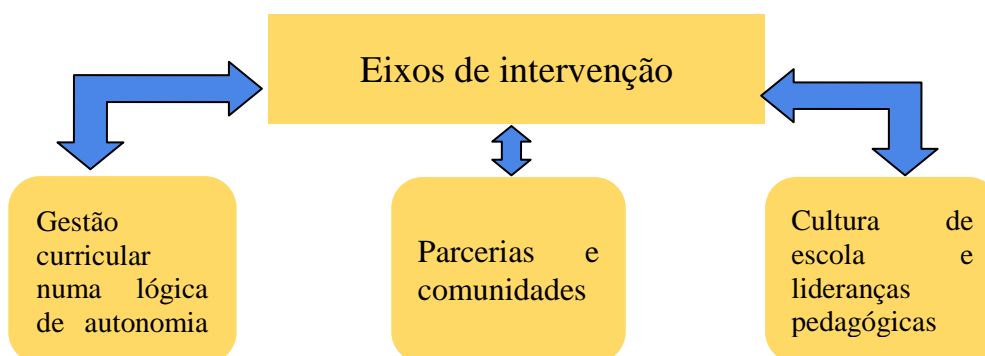 Eixos de intervenção
Gestão
curricular
numa lógica
de autonomia
Parcerias e
comunidades
Cultura de
escola e
lideranças
pedagógicas